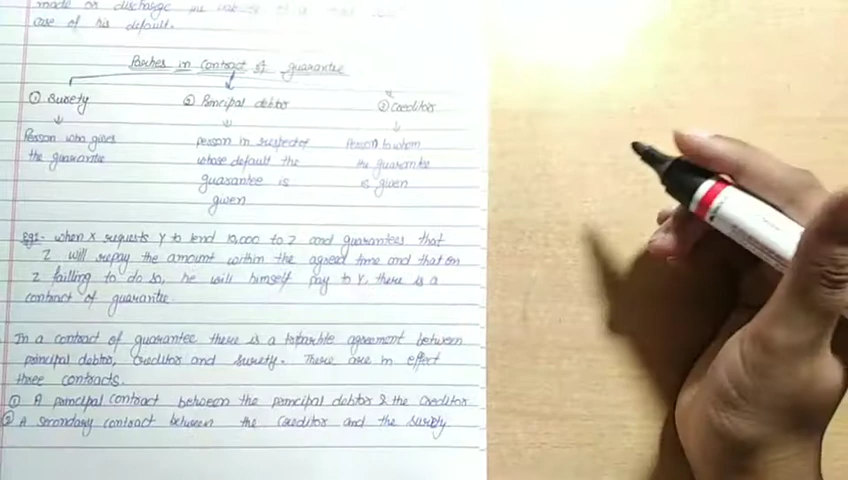 made or discharge the
case of his default.
Parties in Contract of guarantee
① Surety ② Principal debtor ③ Creditor
Person who gives the guarantee
person in respect of whose default the guarantee is given
Person to whom the guarantee is given
Eg:- when X requests Y to lend 10,000 to Z and guarantees that
Z will repay the amount within the agreed time and that on
Z failling to do so, he will himself pay to Y, there is a
contract of guarantee.
In a contract of guarantee there is a tripartite agreement between
principal debtor, creditor and surety. There are in effect
three contracts.
① A principal contract between the principal debtor & the Creditor
② A secondary contract between the Creditor and the surety